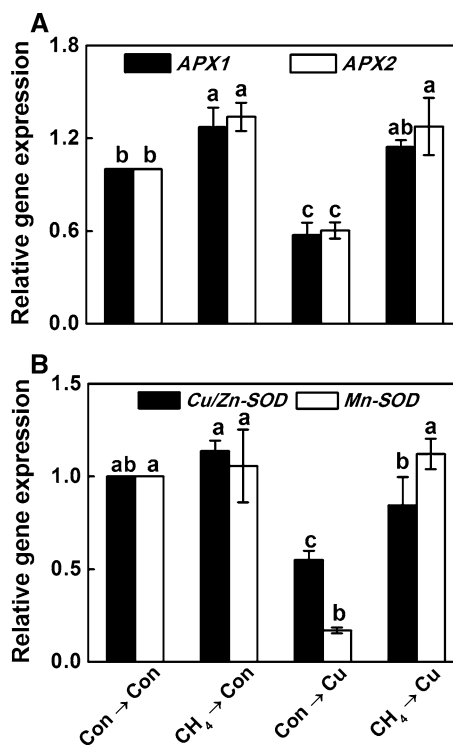 A
Relative gene expression
1.8
1.2
0.6
0.0
APX1 APX2
b b a a c c ab a
B
Relative gene expression
1.5
1.0
0.5
0.0
Cu/Zn-SOD Mn-SOD
ab a a a c b b a
Con → Con
CH₄ → Con
Con → Cu
CH₄ → Cu